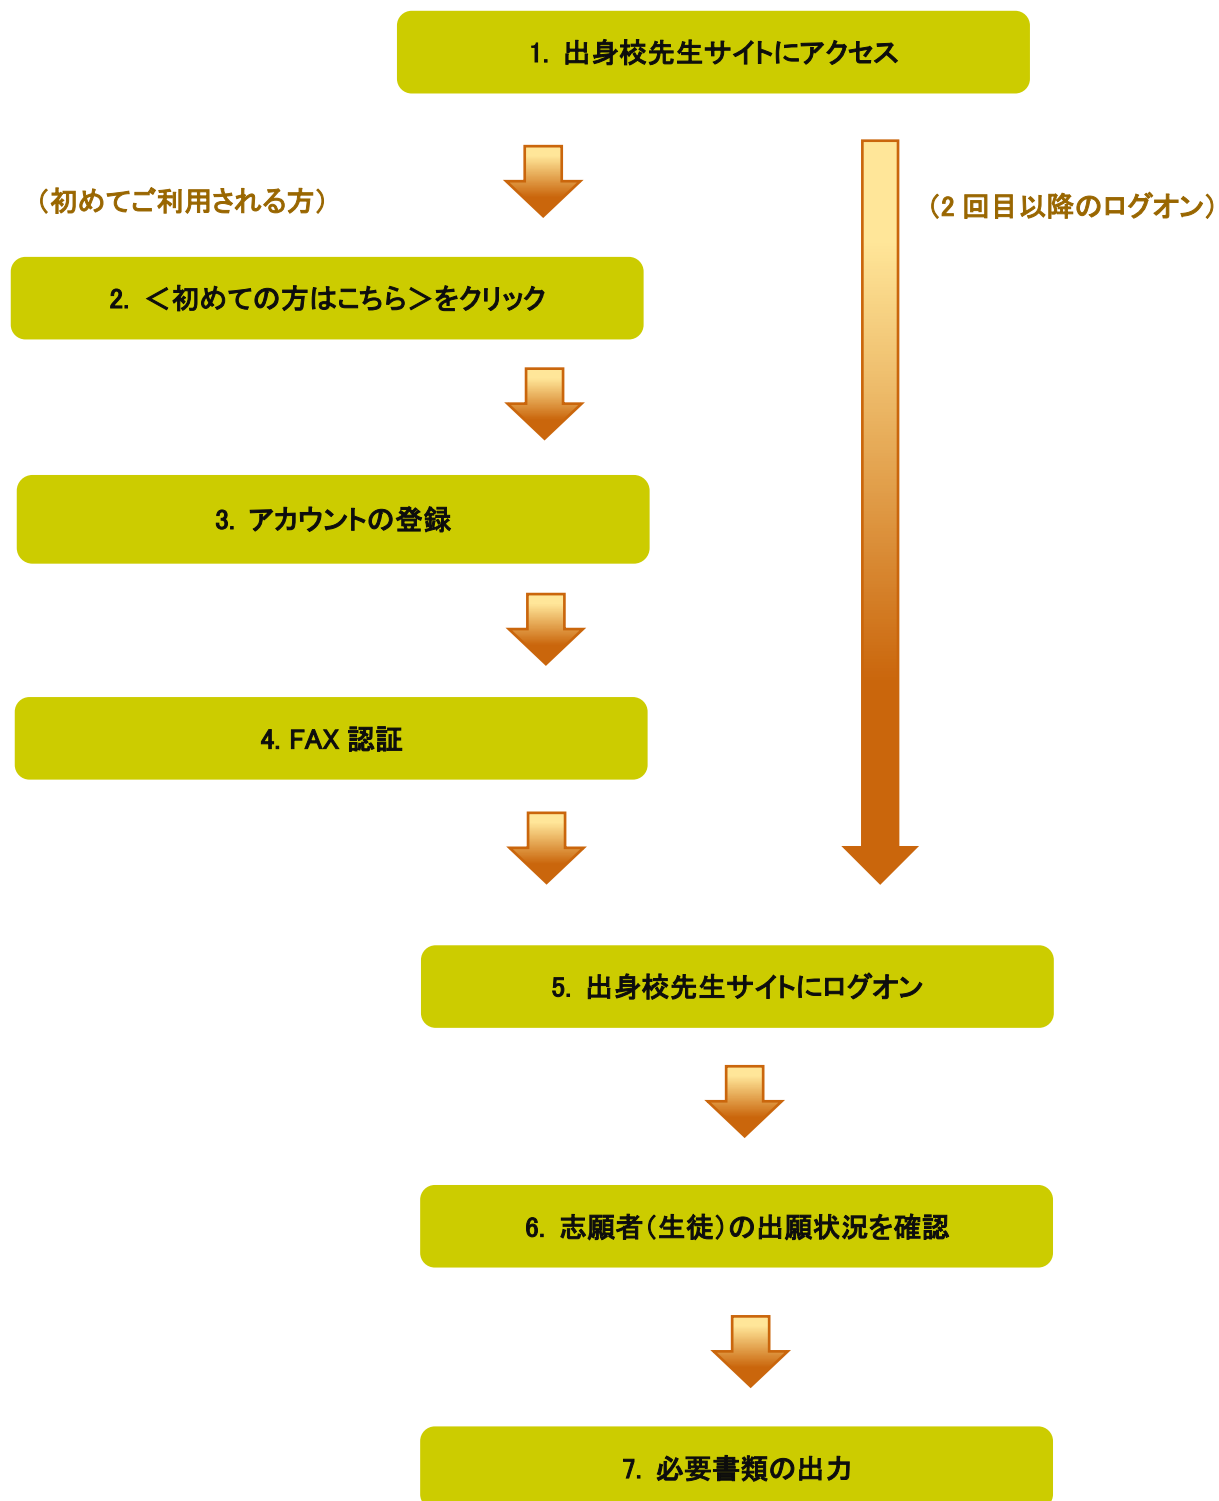 1. 出身校先生サイトにアクセス
（初めてご利用される方）
（2 回目以降のログオン）
2. ＜初めての方はこちら＞をクリック
3. アカウントの登録
4. FAX 認証
5. 出身校先生サイトにログオン
6. 志願者（生徒）の出願状況を確認
7. 必要書類の出力